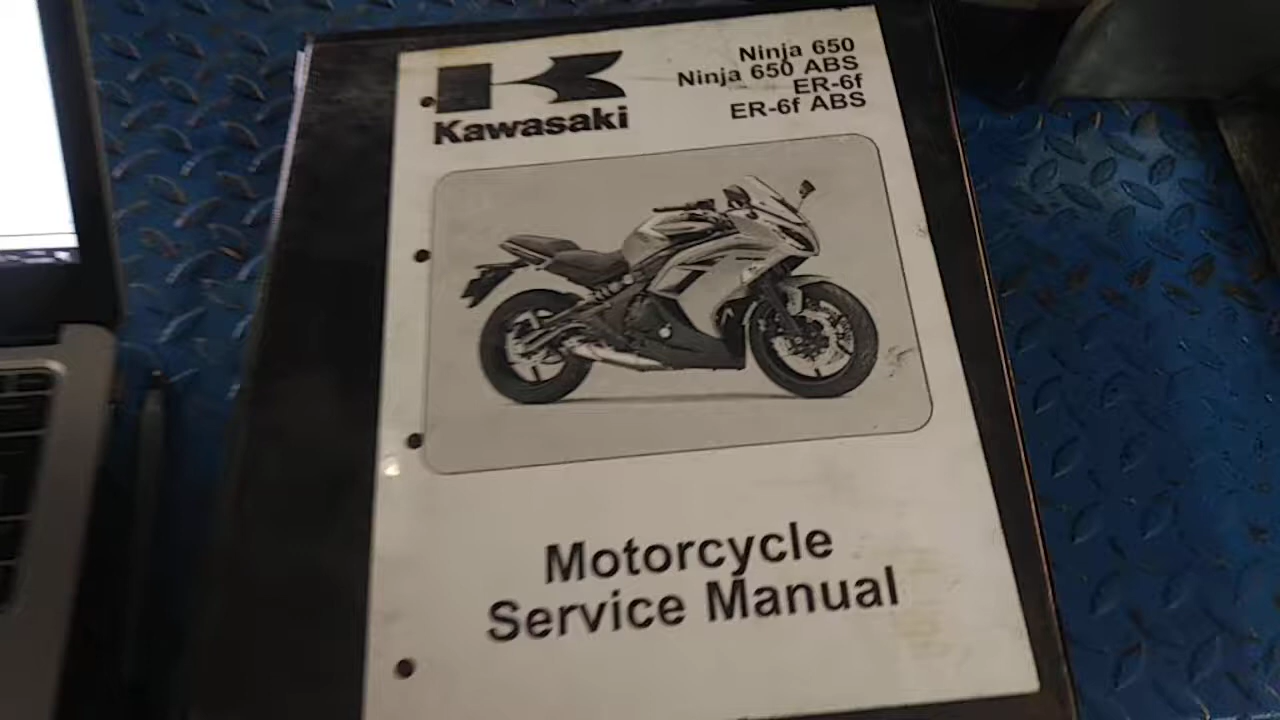 Kawasaki
Ninja 650
Ninja 650 ABS
ER-6f
ER-6f ABS
Motorcycle
Service Manual